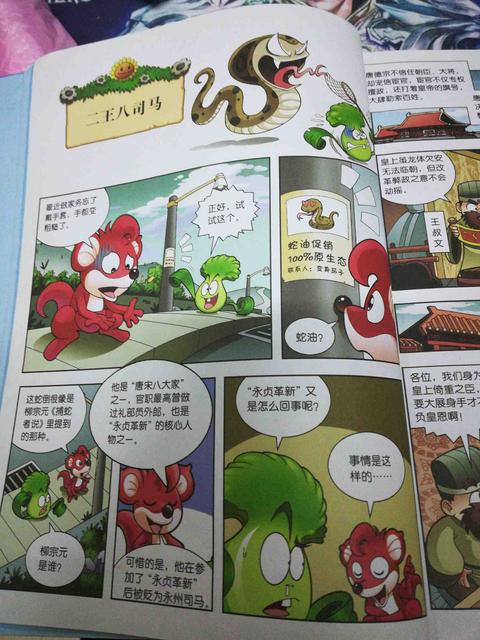 二王八司马
最近做家务忘了
戴手套，手都变
粗糙了。
正好，试
试这个。
蛇油促销
100%原生态
联系人：变身茄子
蛇油？
这蛇倒很像是
柳宗元《捕蛇
者说》里提到
的那种。
柳宗元
是谁？
他是“唐宋八大家”
之一，官职最高曾做
过礼部员外郎，也是
“永贞革新”的核心人
物之一。
可惜的是，他在参
加了“永贞革新”
后被贬为永州司马。
“永贞革新”又
是怎么回事呢？
事情是这
样的……
唐德宗不信任朝臣、大将，
却宠信宦官，宦官不仅专权
擅政，还打着皇帝的旗号，
大肆勒索百姓。
皇上虽龙体欠安
无法临朝，但改
革弊政之意不会
动摇。
王叔文
各位，我们身为
皇上倚重之臣，
要大展身手才不
负皇恩啊！